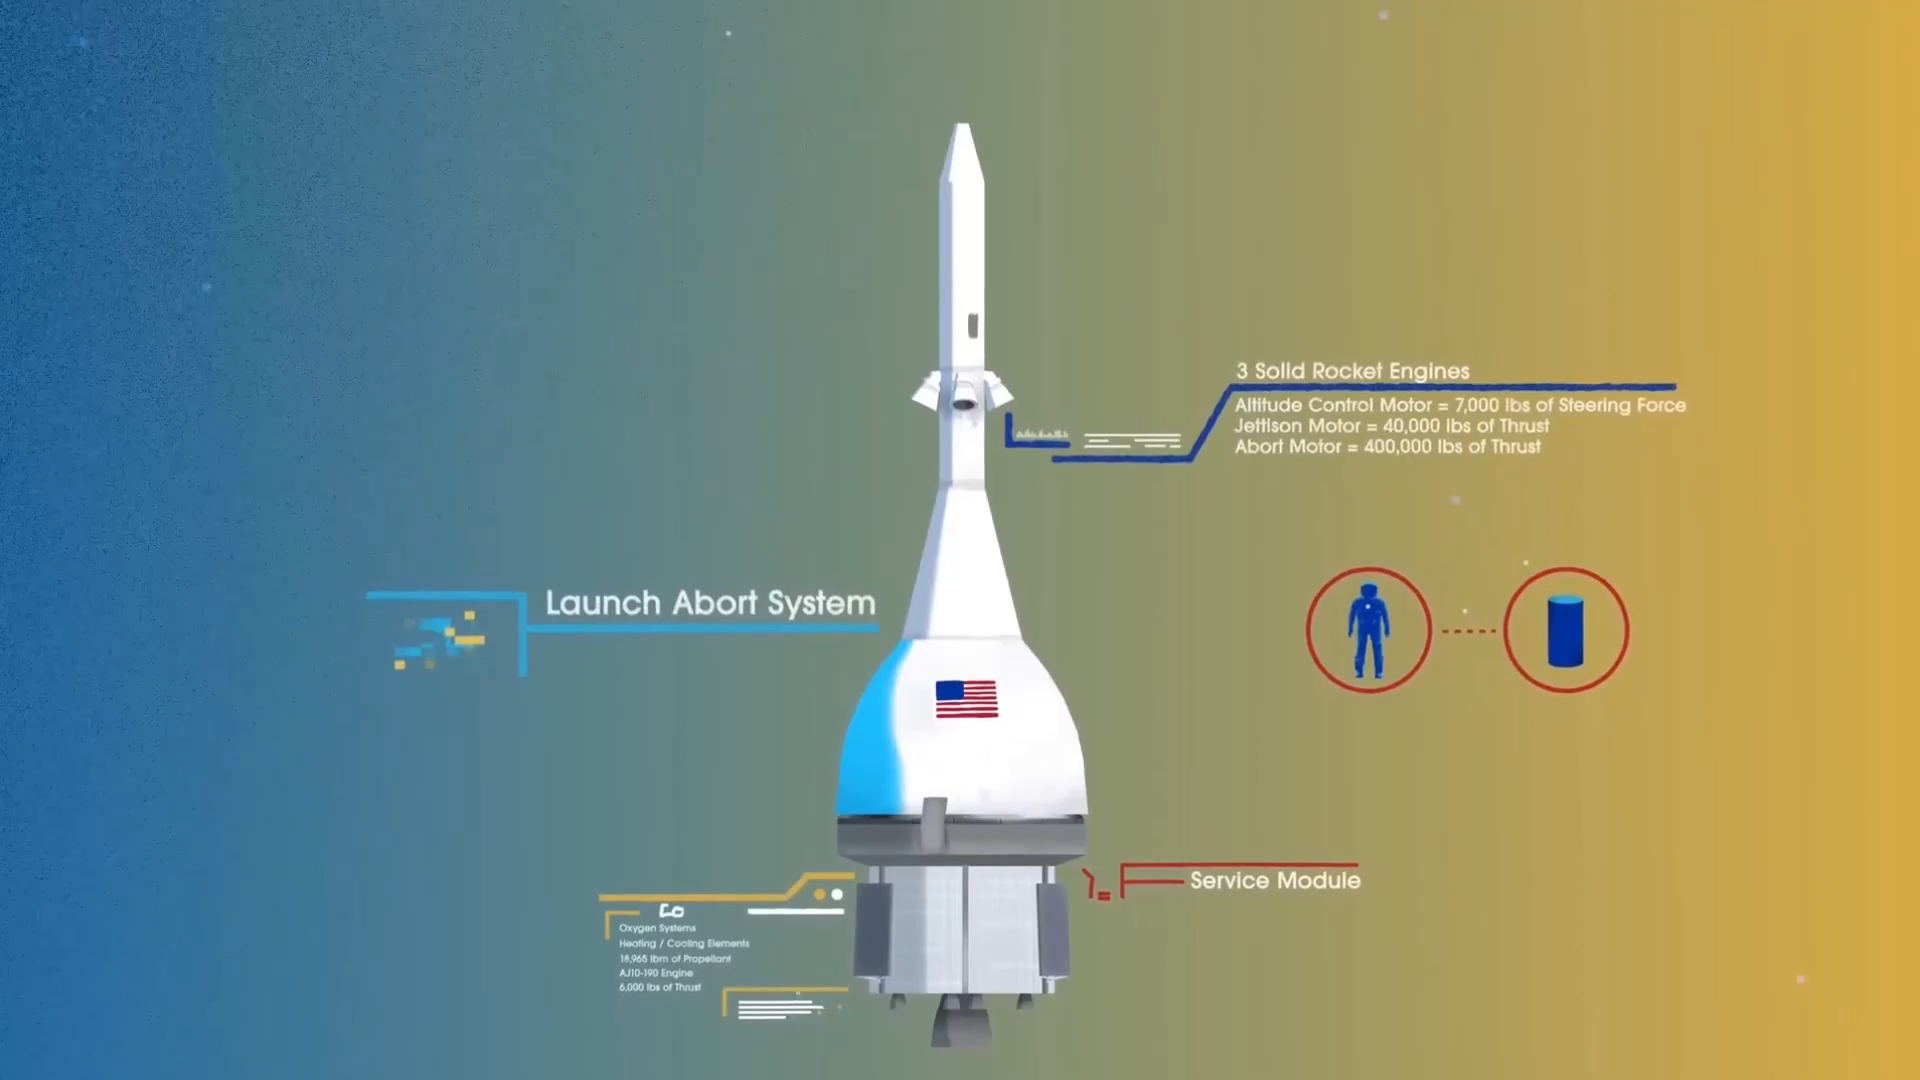 3 Solid Rocket Engines
Altitude Control Motor = 7,000 lbs of Steering Force
Jettison Motor = 40,000 lbs of Thrust
Abort Motor = 400,000 lbs of Thrust
Launch Abort System
Service Module
Oxygen Systems
Heating / Cooling Elements
18,965 lbm of Propellant
AJ10-190 Engine
6,000 lbs of Thrust